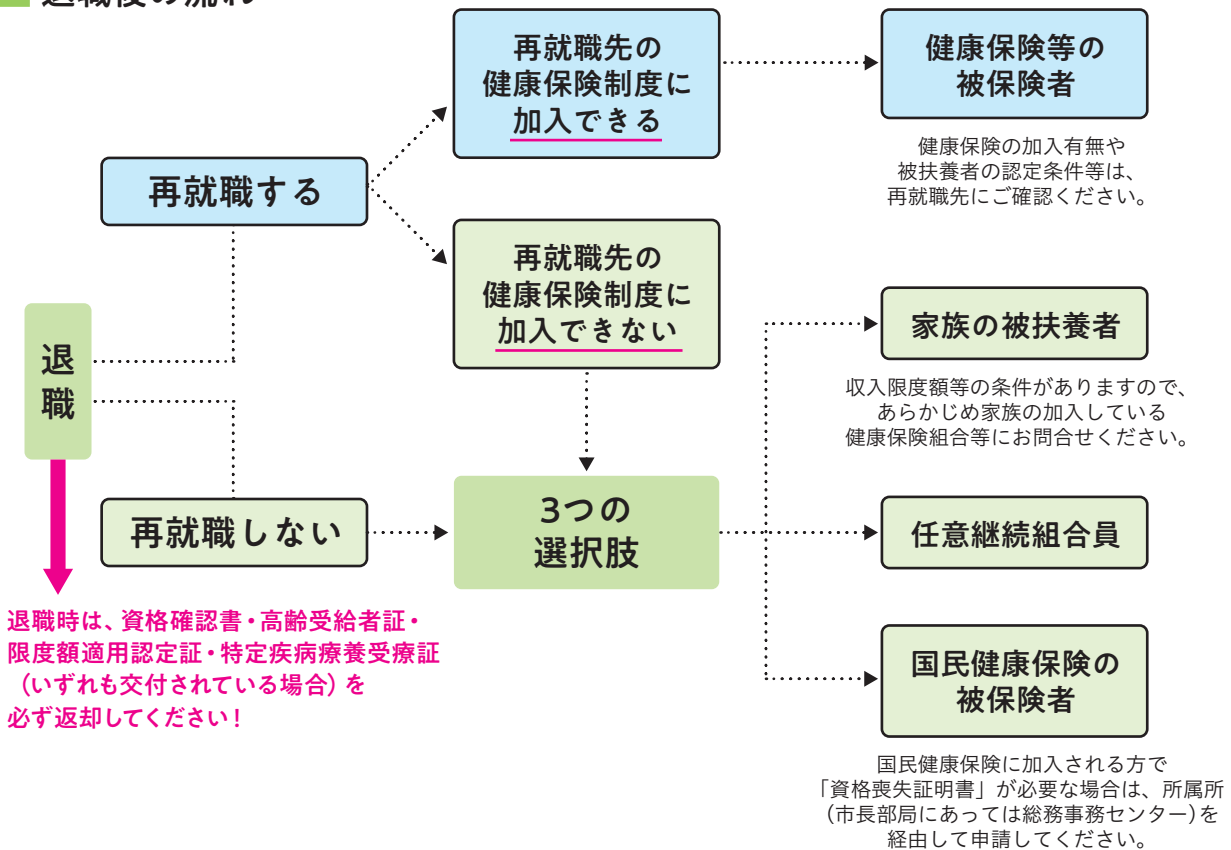 退職後の流れ
再就職先の
健康保険制度に
加入できる
健康保険等の
被保険者
健康保険の加入有無や
被扶養者の認定条件等は、
再就職先にご確認ください。
再就職する
再就職先の
健康保険制度に
加入できない
家族の被扶養者
収入限度額等の条件がありますので、
あらかじめ家族の加入している
健康保険組合等にお問合せください。
退
職
再就職しない
3つの
選択肢
任意継続組合員
退職時は、資格確認書・高齢受給者証・
限度額適用認定証・特定疾病療養受療証
（いずれも交付されている場合）を
必ず返却してください！
国民健康保険の
被保険者
国民健康保険に加入される方で
「資格喪失証明書」が必要な場合は、所属所
（市長部局にあっては総務事務センター）を
経由して申請してください。